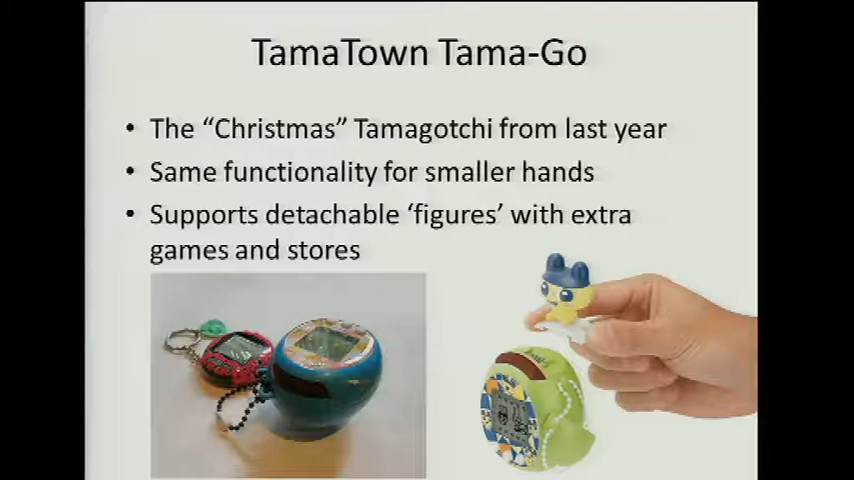 TamaTown Tama-Go
• The “Christmas” Tamagotchi from last year
• Same functionality for smaller hands
• Supports detachable ‘figures’ with extra
games and stores